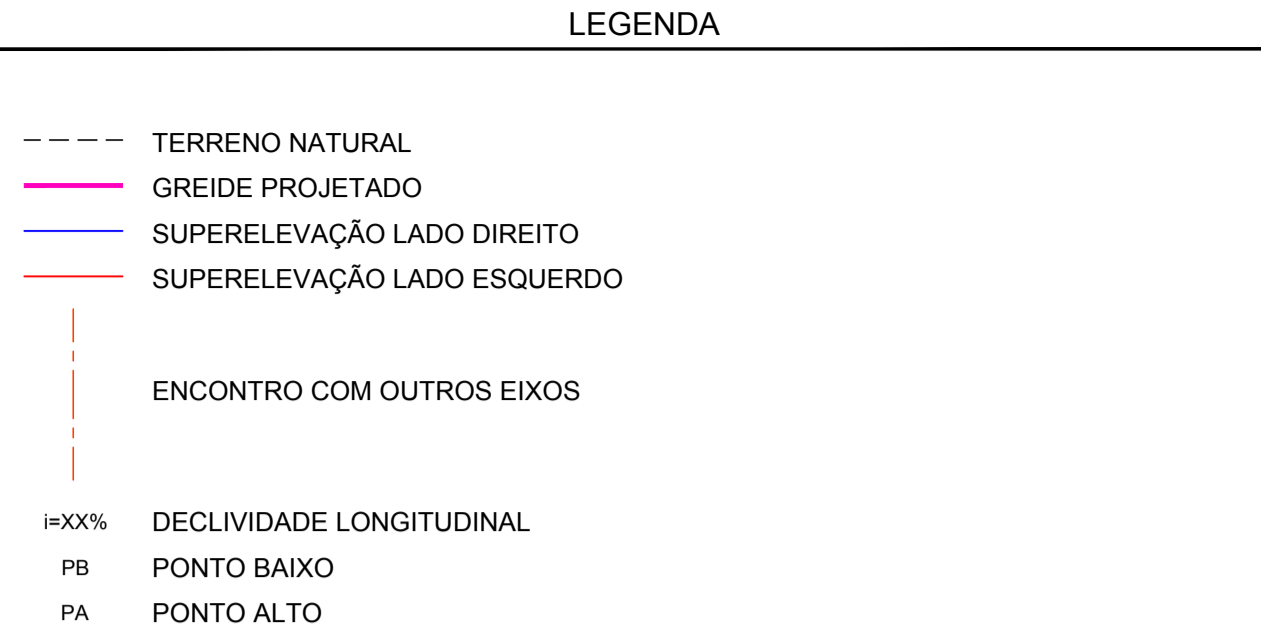 LEGENDA
TERRENO NATURAL
GREIDE PROJETADO
SUPERELEVAÇÃO LADO DIREITO
SUPERELEVAÇÃO LADO ESQUERDO
ENCONTRO COM OUTROS EIXOS
i=XX% DECLIVIDADE LONGITUDINAL
PB PONTO BAIXO
PA PONTO ALTO